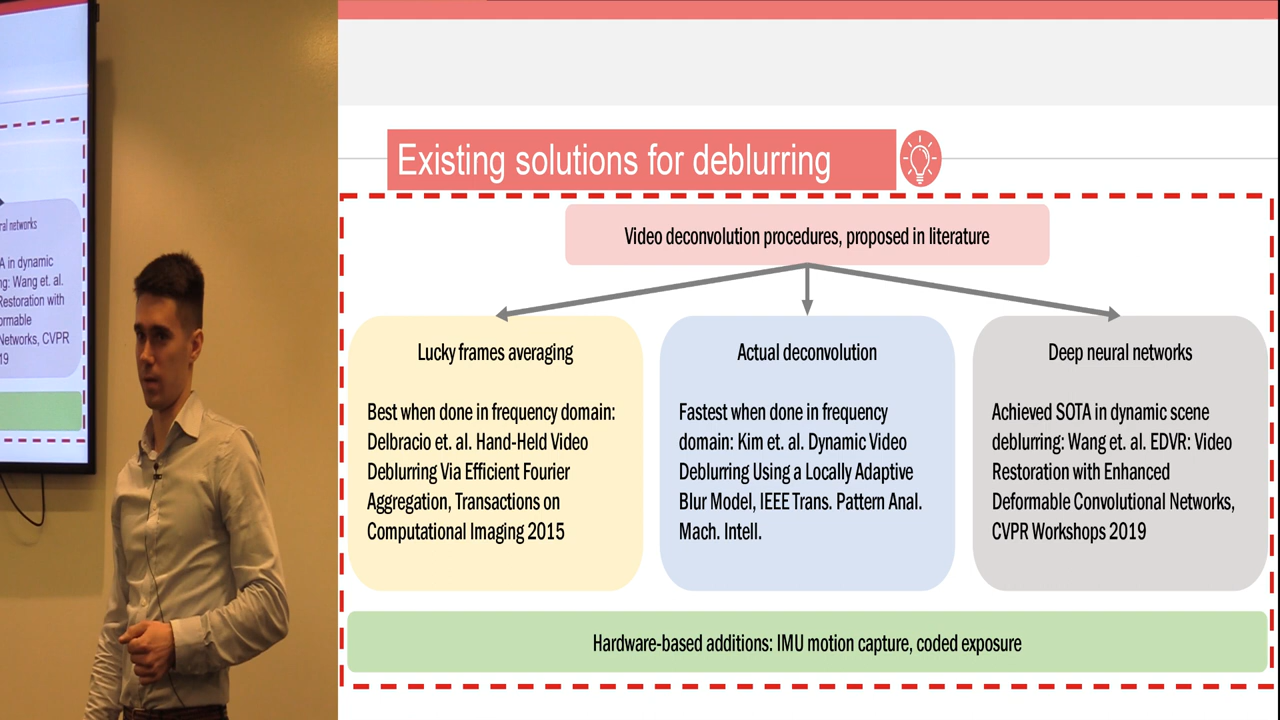 Existing solutions for deblurring
Video deconvolution procedures, proposed in literature
Lucky frames averaging
Best when done in frequency domain:
Delbracio et. al. Hand-Held Video
Deblurring Via Efficient Fourier
Aggregation, Transactions on
Computational Imaging 2015
Actual deconvolution
Fastest when done in frequency
domain: Kim et. al. Dynamic Video
Deblurring Using a Locally Adaptive
Blur Model, IEEE Trans. Pattern Anal.
Mach. Intell.
Deep neural networks
Achieved SOTA in dynamic scene
deblurring: Wang et. al. EDVR: Video
Restoration with Enhanced
Deformable Convolutional Networks,
CVPR Workshops 2019
Hardware-based additions: IMU motion capture, coded exposure
ral networks
A in dynamic
ng: Wang et. al.
Restoration with
ormable
Networks, CVPR
19